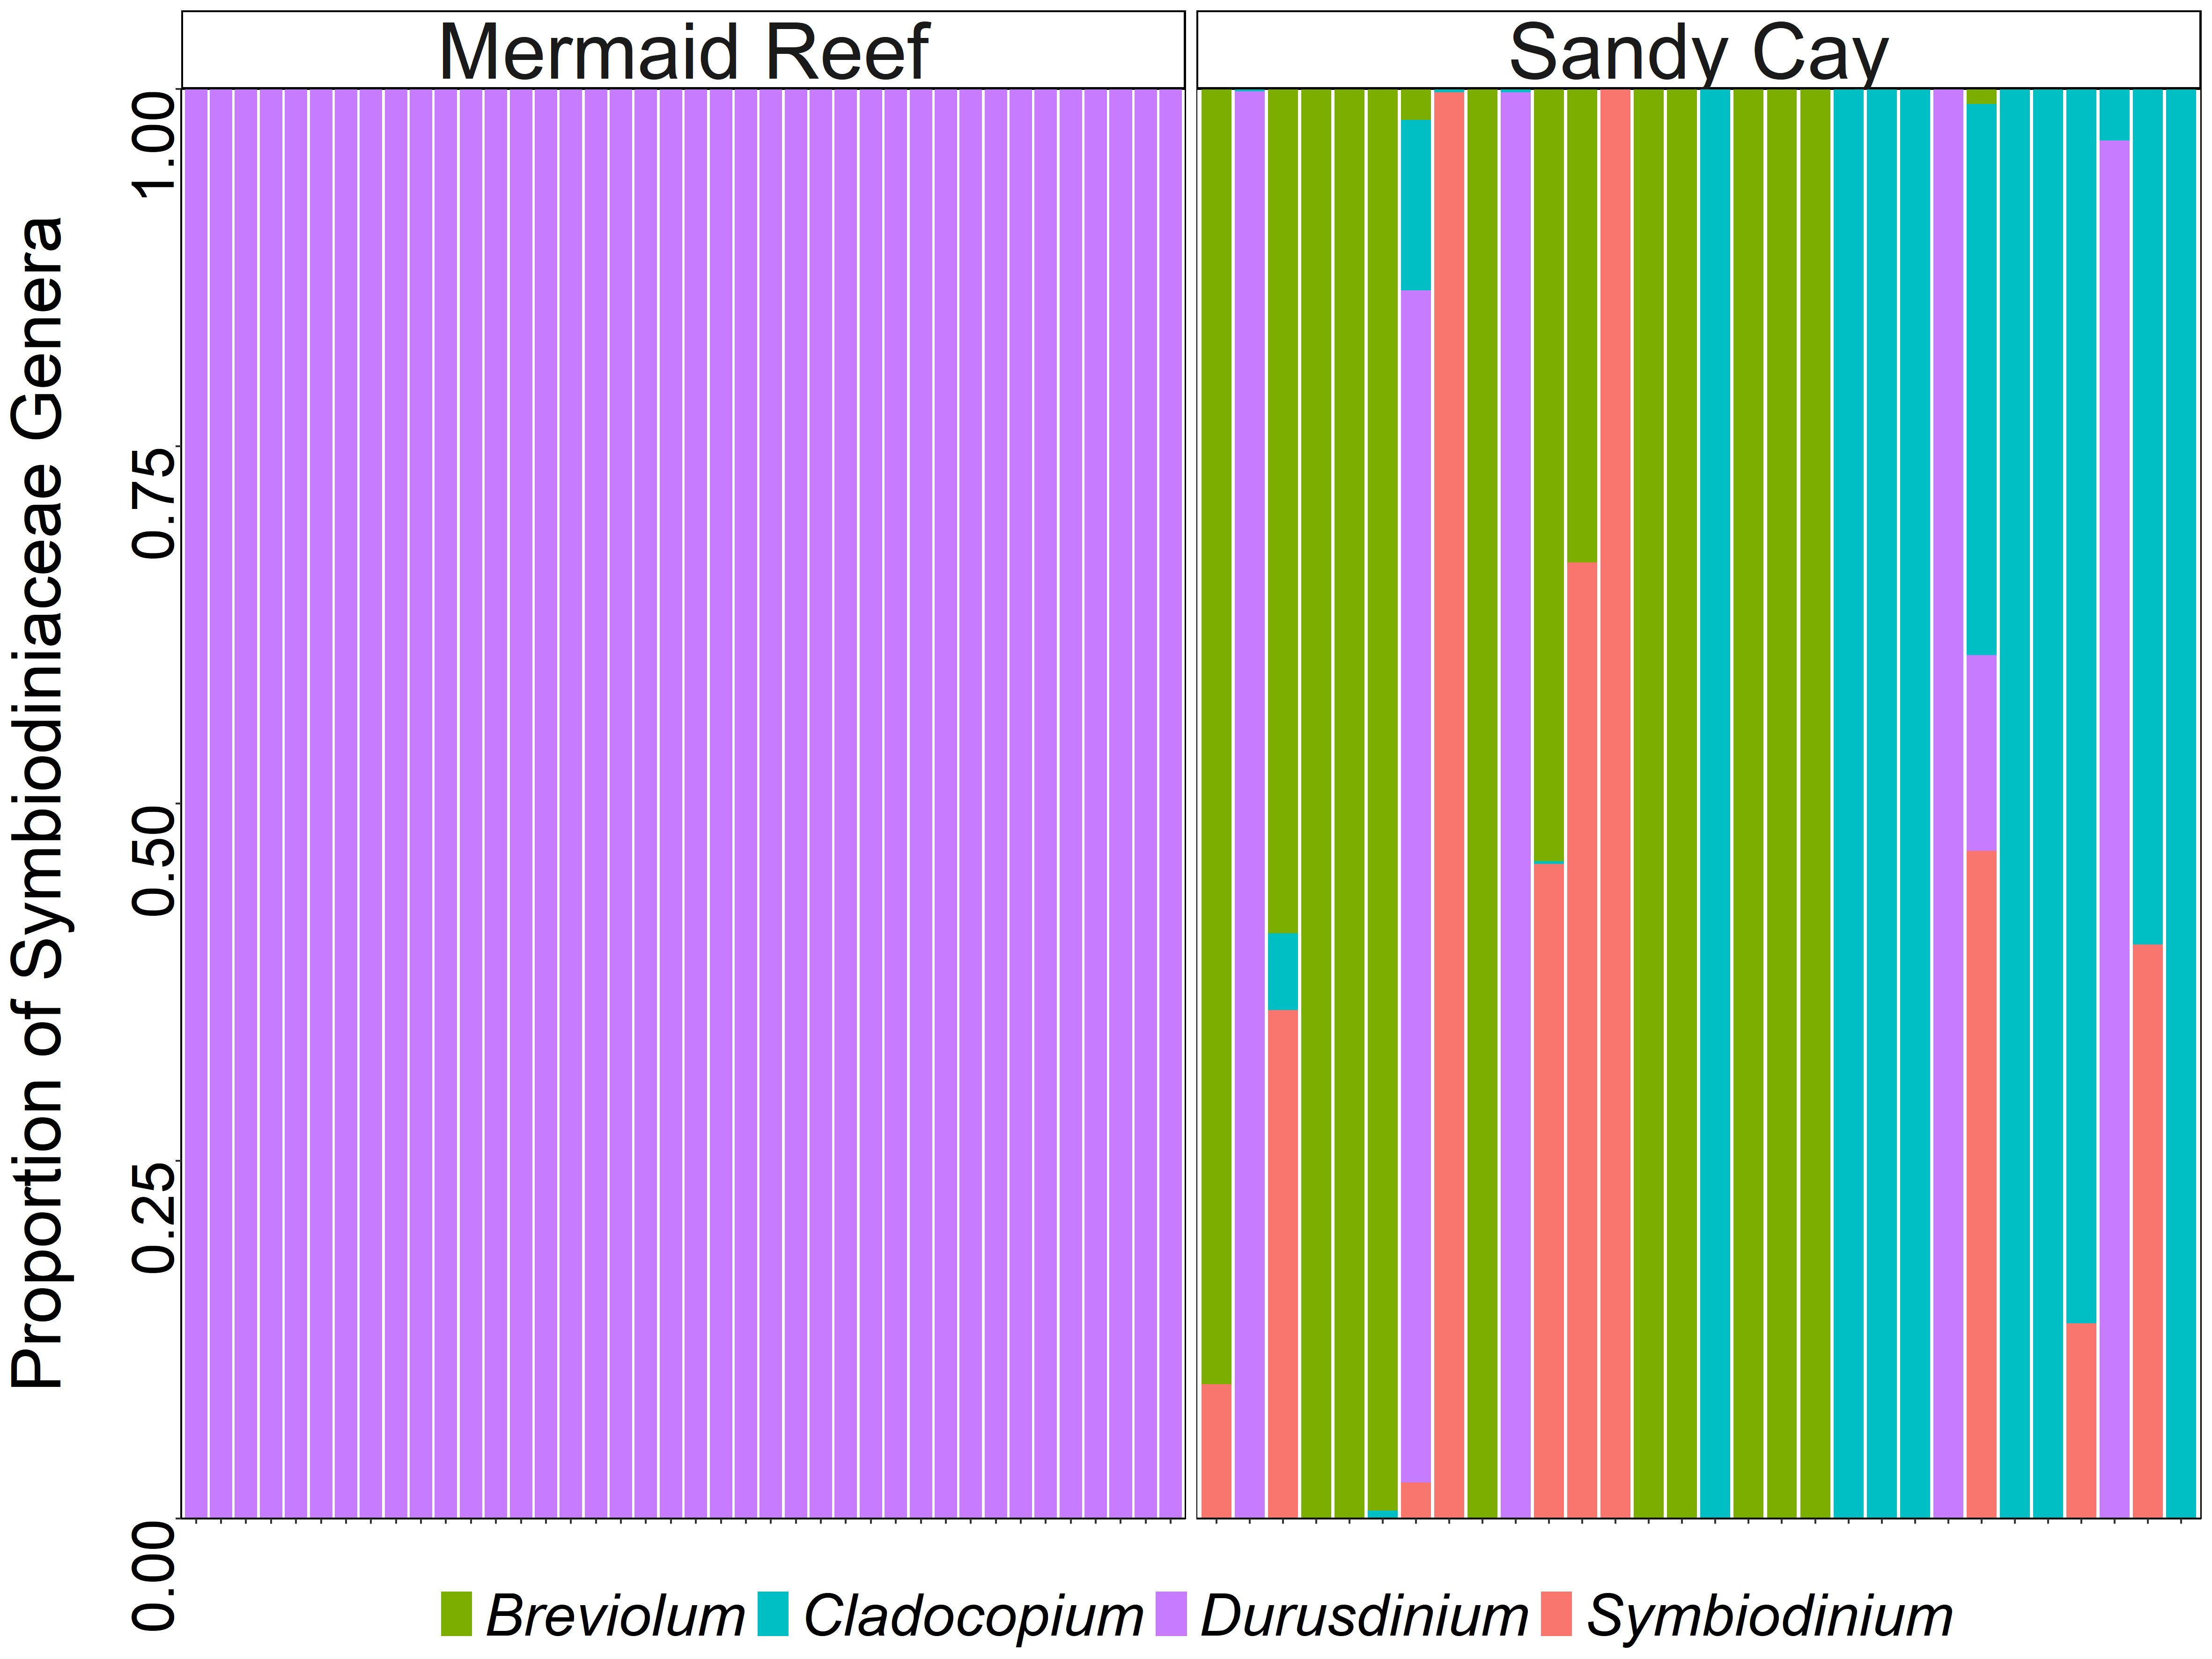 Mermaid Reef
Sandy Cay
Proportion of Symbiodiniaceae Genera
1.00
0.75
0.50
0.25
0.00
Breviolum Cladocopium Durusdinium Symbiodinium